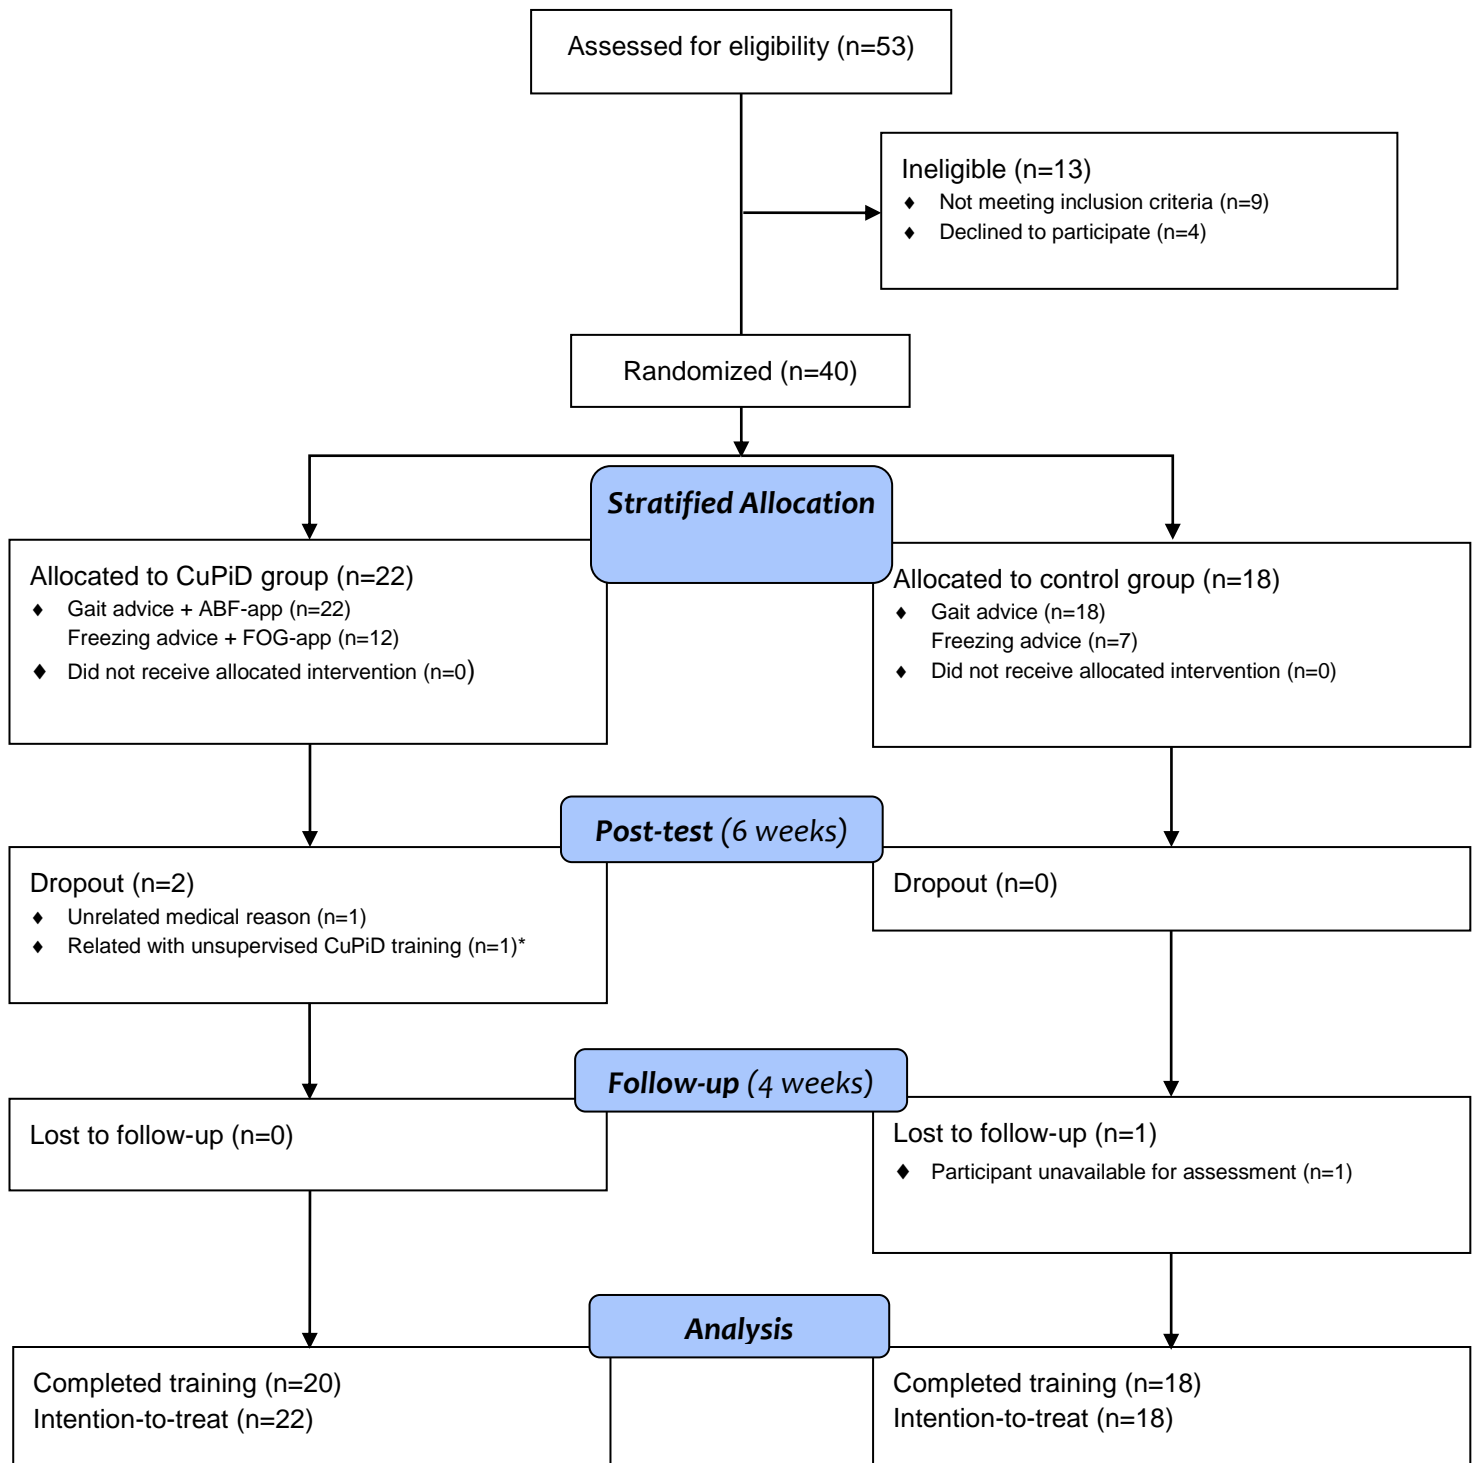 Assessed for eligibility (n=53)
Ineligible (n=13)
♦ Not meeting inclusion criteria (n=9)
♦ Declined to participate (n=4)
Randomized (n=40)
Stratified Allocation
Allocated to CuPiD group (n=22)
♦ Gait advice + ABF-app (n=22)
Freezing advice + FOG-app (n=12)
♦ Did not receive allocated intervention (n=0)
Allocated to control group (n=18)
♦ Gait advice (n=18)
Freezing advice (n=7)
♦ Did not receive allocated intervention (n=0)
Post-test (6 weeks)
Dropout (n=2)
♦ Unrelated medical reason (n=1)
♦ Related with unsupervised CuPiD training (n=1)*
Dropout (n=0)
Follow-up (4 weeks)
Lost to follow-up (n=0)
Lost to follow-up (n=1)
♦ Participant unavailable for assessment (n=1)
Analysis
Completed training (n=20)
Intention-to-treat (n=22)
Completed training (n=18)
Intention-to-treat (n=18)